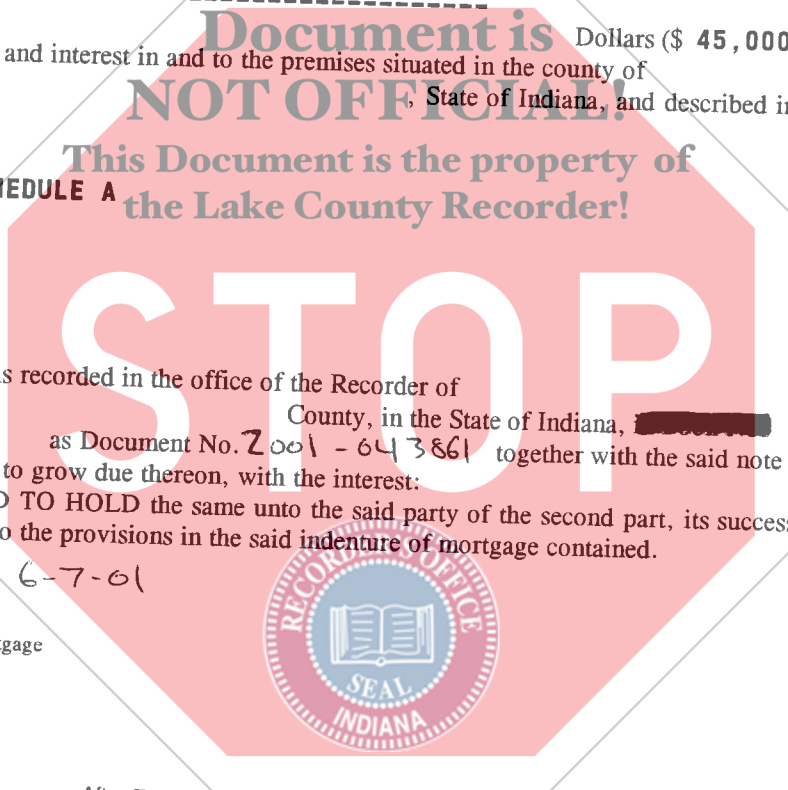 Document is
Dollars ($ 45,000
and interest in and to the premises situated in the county of
NOT OFFICIAL!
, State of Indiana, and described in
This Document is the property of
HEDULE A
the Lake County Recorder!
STOP
s recorded in the office of the Recorder of
County, in the State of Indiana,
as Document No. 2001-043861 together with the said note
to grow due thereon, with the interest:
D TO HOLD the same unto the said party of the second part, its success
o the provisions in the said indenture of mortgage contained.
6-7-01
RECORDER'S OFFICE
gage
SEAL
INDIANA